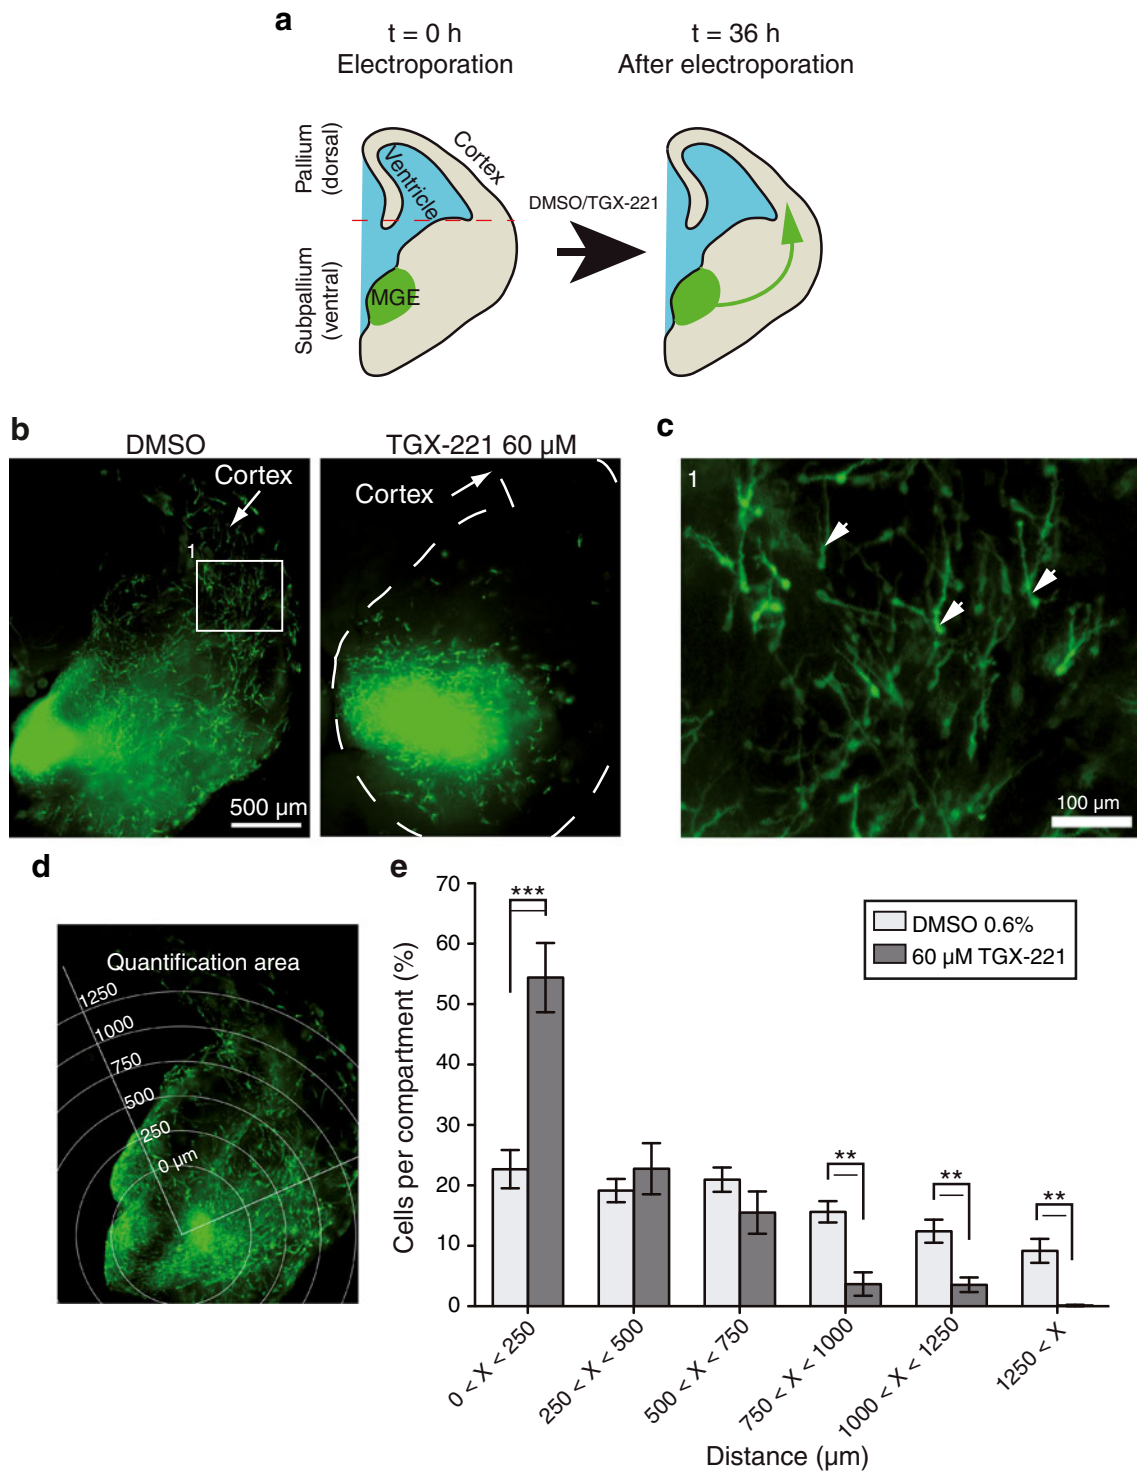 a
t = 0 h
Electroporation
t = 36 h
After electroporation
Pallium
(dorsal)
Subpallium
(ventral)
Ventricle
Cortex
MGE
DMSO/TGX-221
b
DMSO
Cortex
1
500 µm
TGX-221 60 µM
Cortex
c
1
100 µm
d
Quantification area
1250
1000
750
500
250
0 µm
e
Cells per compartment (%)
70
60
50
40
30
20
10
0
***
**
**
**
DMSO 0.6%
60 µM TGX-221
0 < X < 250
250 < X < 500
500 < X < 750
750 < X < 1000
1000 < X < 1250
1250 < X
Distance (µm)